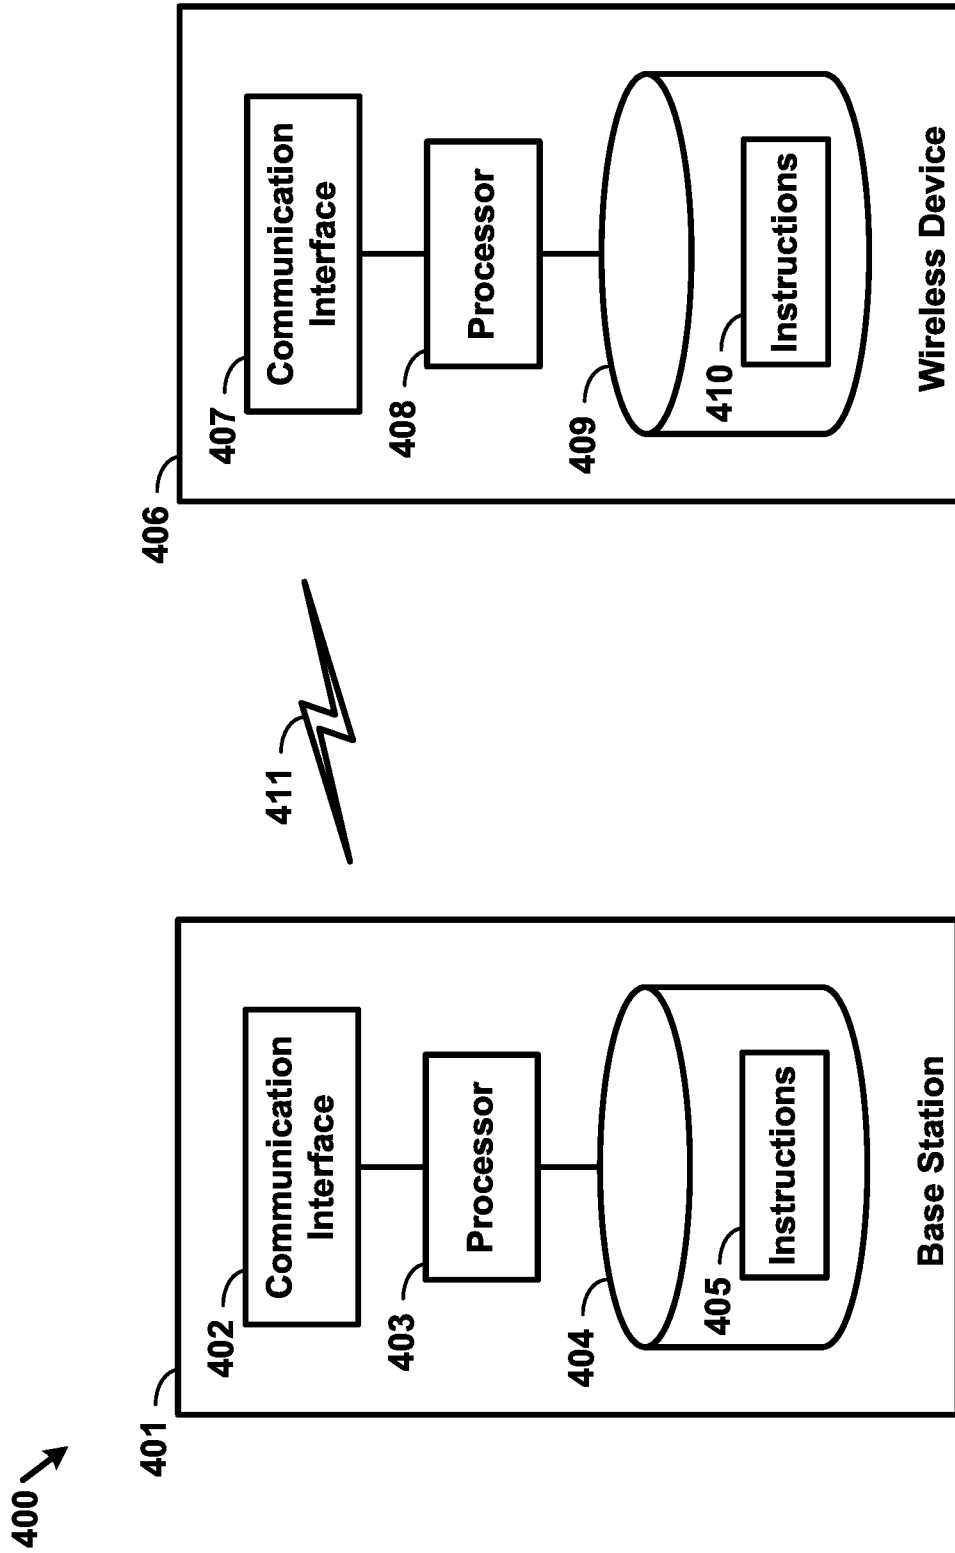 400
401
402
Communication
Interface
403
Processor
404
405
Instructions
Base Station
411
406
407
Communication
Interface
408
Processor
409
410
Instructions
Wireless Device